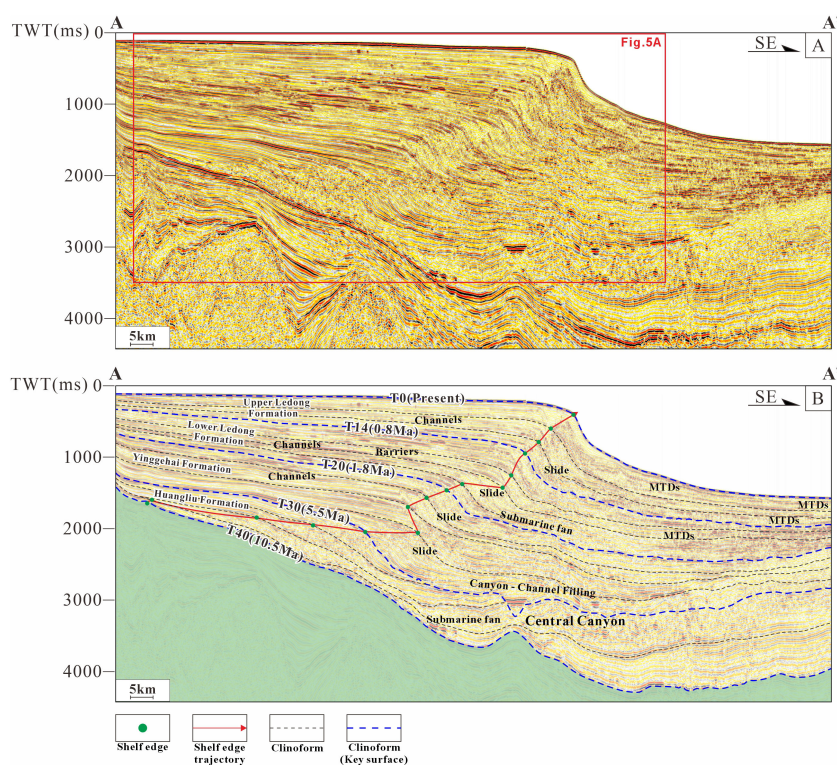 A
A
TWT(ms)
0
1000
2000
3000
4000
Fig.5A
SE
A
5km
A
A
TWT(ms)
0
1000
2000
3000
4000
SE
B
T0(Present)
Upper Ledong
Formation
Channels
T14(0.8Ma)
Lower Ledong
Formation
Channels
Barriers
T20(1.8Ma)
Yinggehai Formation
Channels
Slide
Slide
Slide
Slide
MTDs
MTDs
MTDs
Submarine fan
Huangliu Formation
T30(5.5Ma)
T40(10.5Ma)
Canyon - Channel Filling
Submarine fan
Central Canyon
5km
Shelf edge
Shelf edge
trajectory
Clinoform
Clinoform
(Key surface)